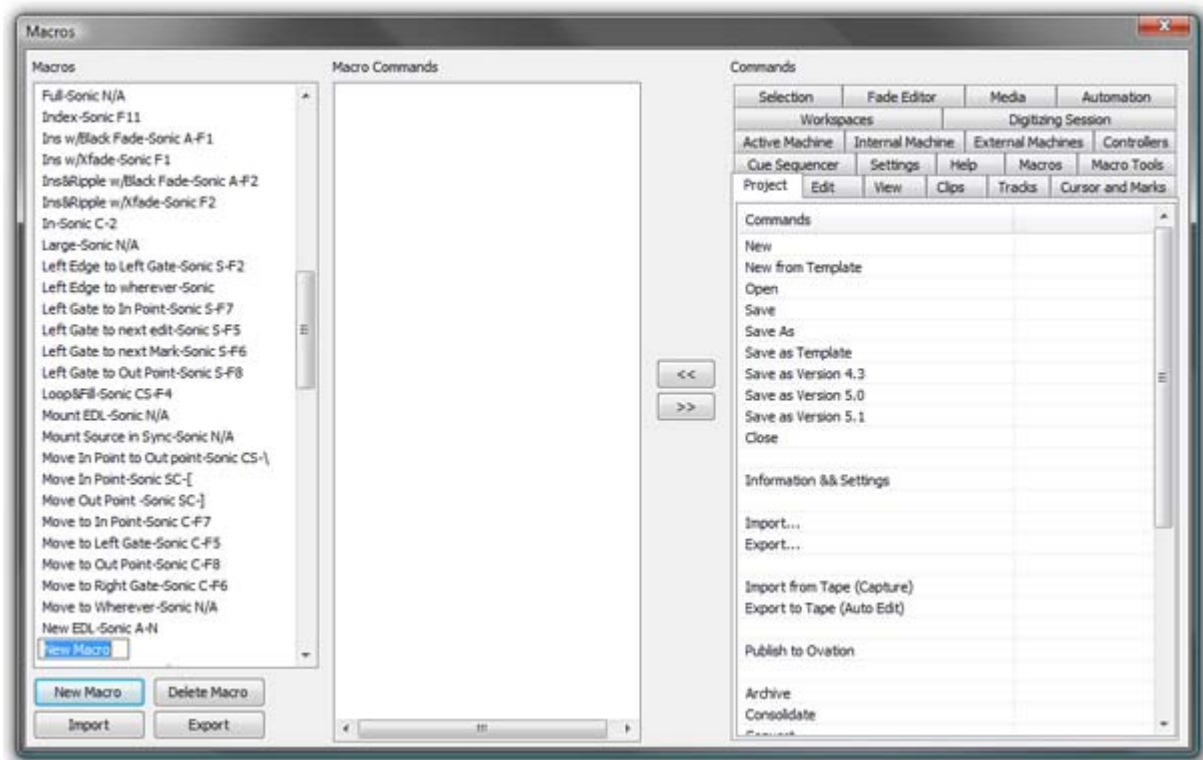 Macros
Macros
Full-Sonic N/A
Index-Sonic F11
Ins w/Black Fade-Sonic A-F1
Ins w/Xfade-Sonic F1
Ins&Ripple w/Black Fade-Sonic A-F2
Ins&Ripple w/Xfade-Sonic F2
In-Sonic C-2
Large-Sonic N/A
Left Edge to Left Gate-Sonic S-F2
Left Edge to wherever-Sonic
Left Gate to In Point-Sonic S-F7
Left Gate to next edit-Sonic S-F5
Left Gate to next Mark-Sonic S-F6
Left Gate to Out Point-Sonic S-F8
Loop&Fill-Sonic CS-F4
Mount EDL-Sonic N/A
Mount Source in Sync-Sonic N/A
Move In Point to Out point-Sonic CS-\
Move In Point-Sonic SC-[
Move Out Point -Sonic SC-]
Move to In Point-Sonic C-F7
Move to Left Gate-Sonic C-F5
Move to Out Point-Sonic C-F8
Move to Right Gate-Sonic C-F6
Move to Wherever-Sonic N/A
New EDL-Sonic A-N
New Macro
New Macro Delete Macro
Import Export
Macro Commands
<<
>>
Commands
Selection Fade Editor Media Automation
Workspaces Digitizing Session
Active Machine Internal Machine External Machines Controllers
Cue Sequencer Settings Help Macros Macro Tools
Project Edit View Clips Tracks Cursor and Marks
Commands
New
New from Template
Open
Save
Save As
Save as Template
Save as Version 4.3
Save as Version 5.0
Save as Version 5.1
Close
Information && Settings
Import...
Export...
Import from Tape (Capture)
Export to Tape (Auto Edit)
Publish to Ovation
Archive
Consolidate